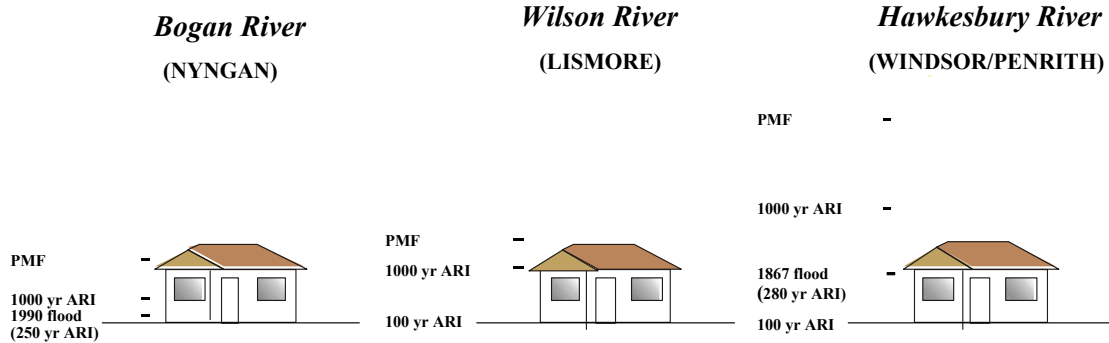 Bogan River
(NYNGAN)
PMF
1000 yr ARI
1990 flood
(250 yr ARI)
Wilson River
(LISMORE)
PMF
1000 yr ARI
100 yr ARI
Hawkesbury River
(WINDSOR/PENRITH)
PMF
1000 yr ARI
1867 flood
(280 yr ARI)
100 yr ARI